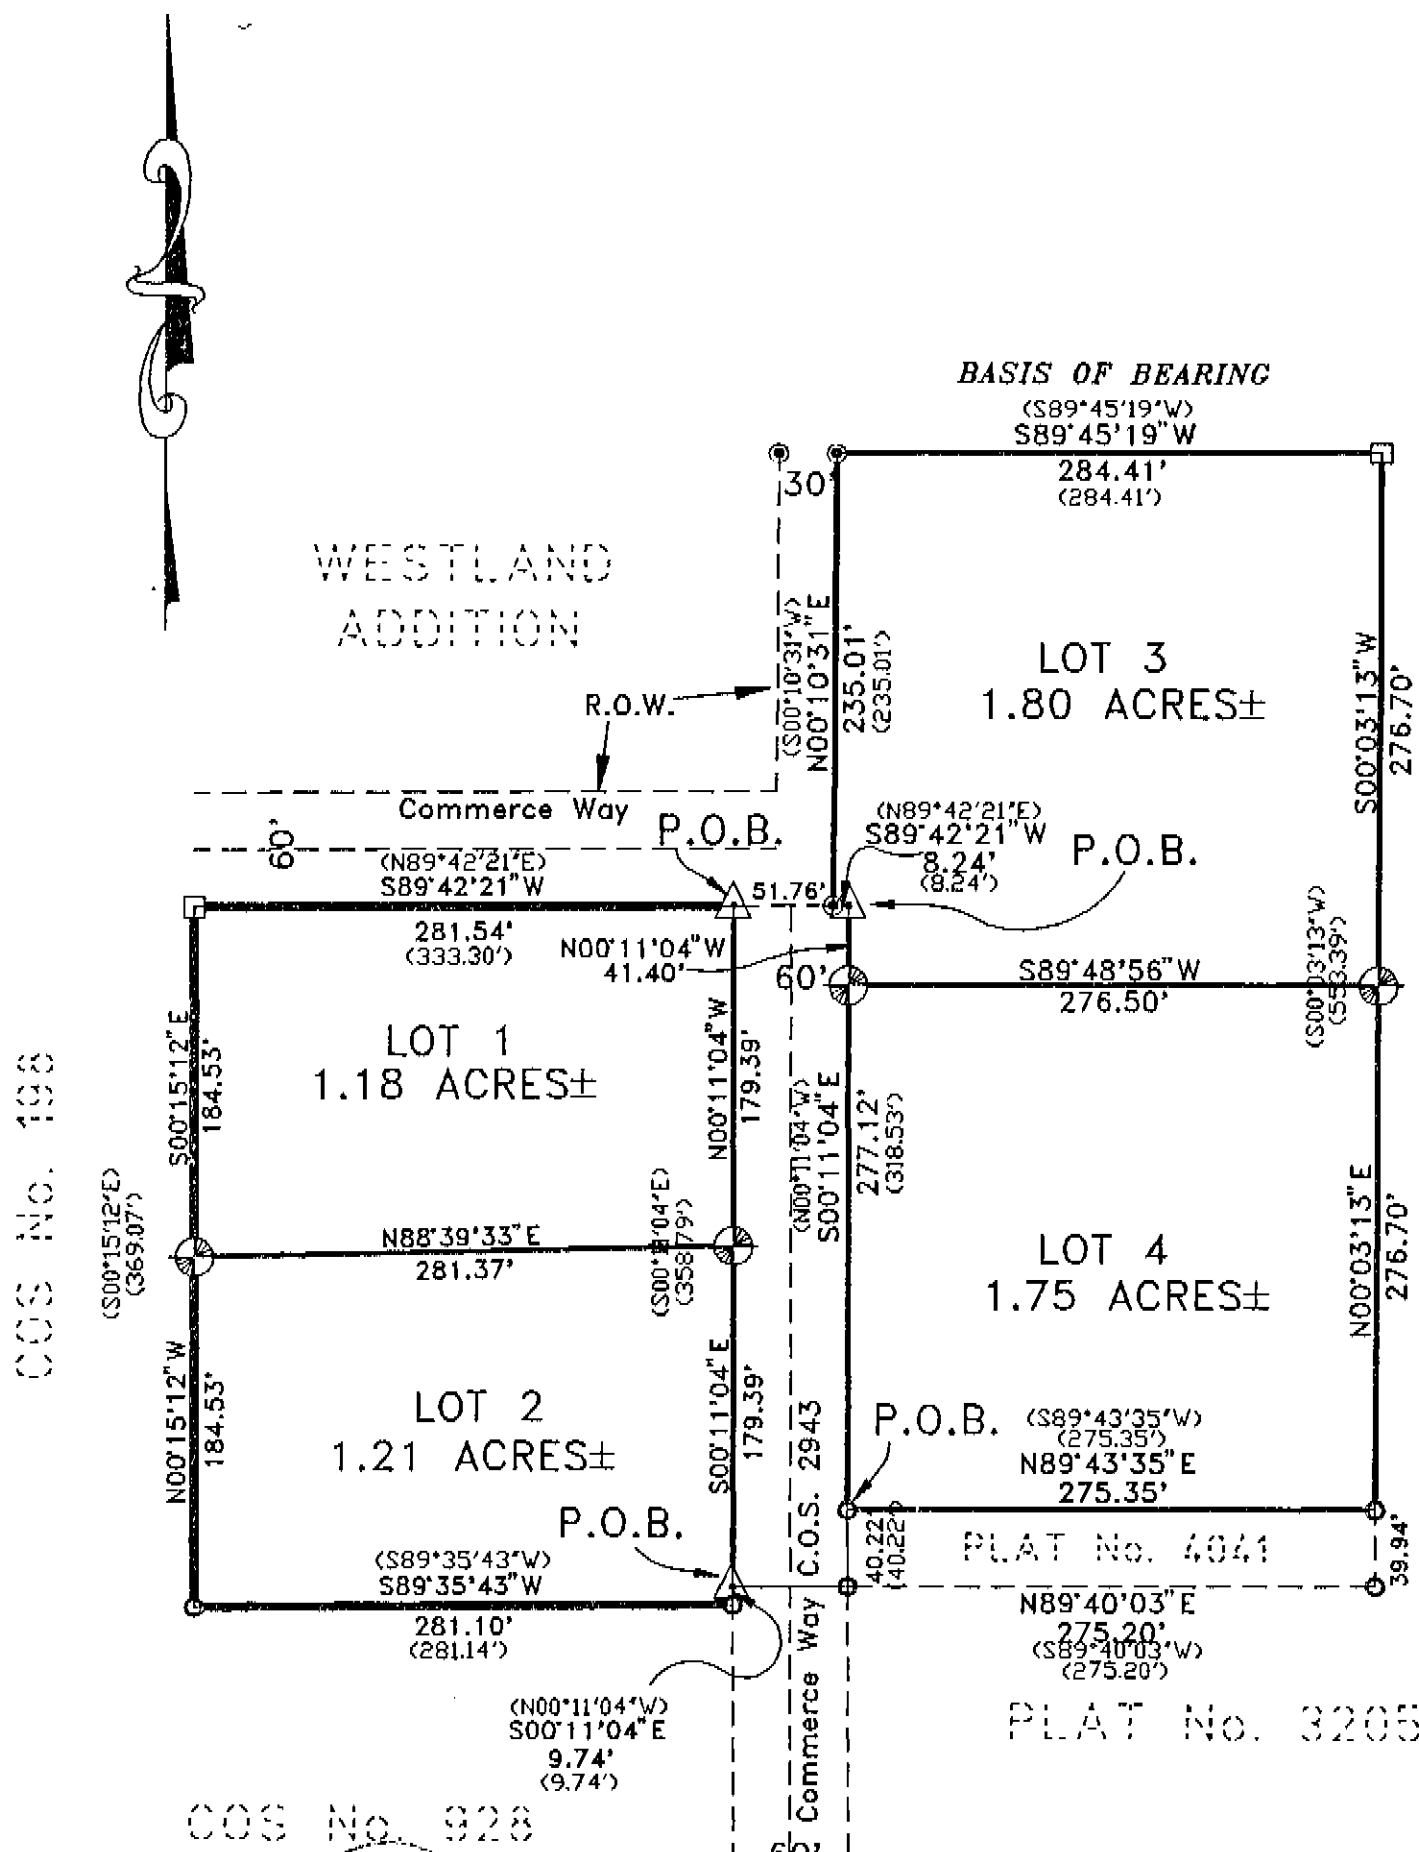 BASIS OF BEARING
(S89°45'19"W)
S89°45'19"W
284.41'
(284.41')
30'
WESTLAND
ADDITION
R.O.W.
(S00°10'31"W)
N00°10'31"E
235.01'
(235.01')
LOT 3
1.80 ACRES±
S00°03'13"W
276.70'
Commerce Way
60'
P.O.B.
(N89°42'21"E)
S89°42'21"W
8.24'
(8.24')
P.O.B.
(N89°42'21"E)
S89°42'21"W
281.54'
(333.30')
51.76'
N00°11'04"W
41.40'
60'
S89°48'56"W
276.50'
(S00°03'13"W)
(553.39')
LOT 1
1.18 ACRES±
S00°15'12"E
184.53'
N00°11'04"W
179.39'
(N00°11'04"W)
S00°11'04"E
277.12'
(318.53')
COS No. 198
(S00°15'12"E)
(369.07')
N88°39'33"E
281.37'
(S00°11'04"E)
(358.79')
LOT 4
1.75 ACRES±
N00°03'13"E
276.70'
LOT 2
1.21 ACRES±
N00°15'12"W
184.53'
S00°11'04"E
179.39'
P.O.B.
(S89°43'35"W)
(275.35')
N89°43'35"E
275.35'
P.O.B.
(S89°35'43"W)
S89°35'43"W
281.10'
(281.14')
40.22'
(40.22')
PLAT No. 4041
39.94'
N89°40'03"E
275.20'
(S89°40'03"W)
(275.20')
Commerce Way C.O.S. 2943
(N00°11'04"W)
S00°11'04"E
9.74'
(9.74')
PLAT No. 3205
COS No. 928
60'